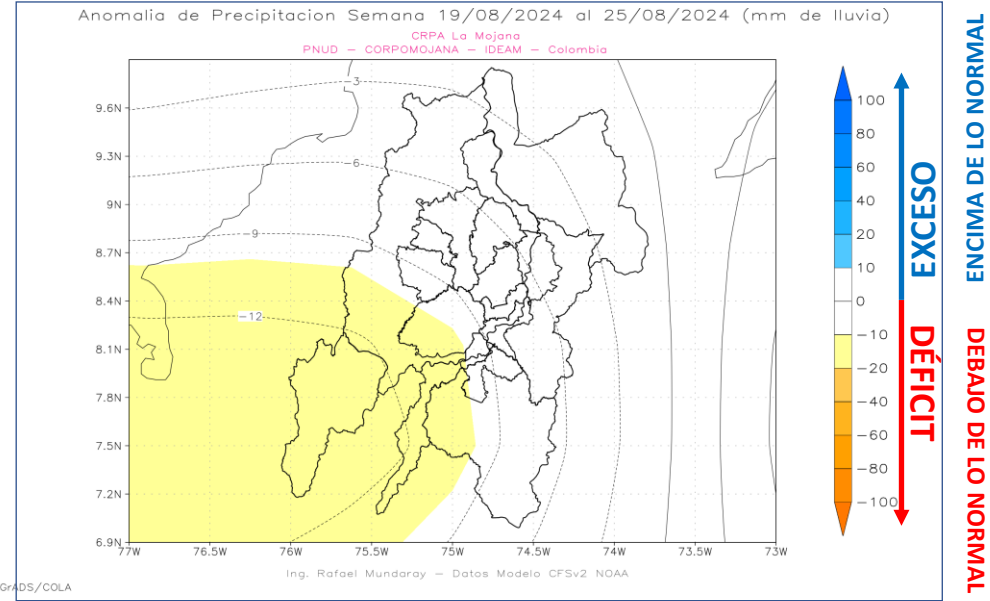 Anomalia de Precipitacion Semana 19/08/2024 al 25/08/2024 (mm de lluvia)
CRPA La Mojana
PNUD – CORPOMOJANA – IDEAM – Colombia
9.6N
9.3N
9N
8.7N
8.4N
8.1N
7.8N
7.5N
7.2N
6.9N
77W
76.5W
76W
75.5W
75W
74.5W
74W
73.5W
73W
-3
-6
-9
-12
100
80
60
40
20
10
0
-10
-20
-40
-60
-80
-100
EXCESO
DÉFICIT
ENCIMA DE LO NORMAL
DEBAJO DE LO NORMAL
Ing. Rafael Mundaray – Datos Modelo CFSv2 NOAA
GrADS/COLA